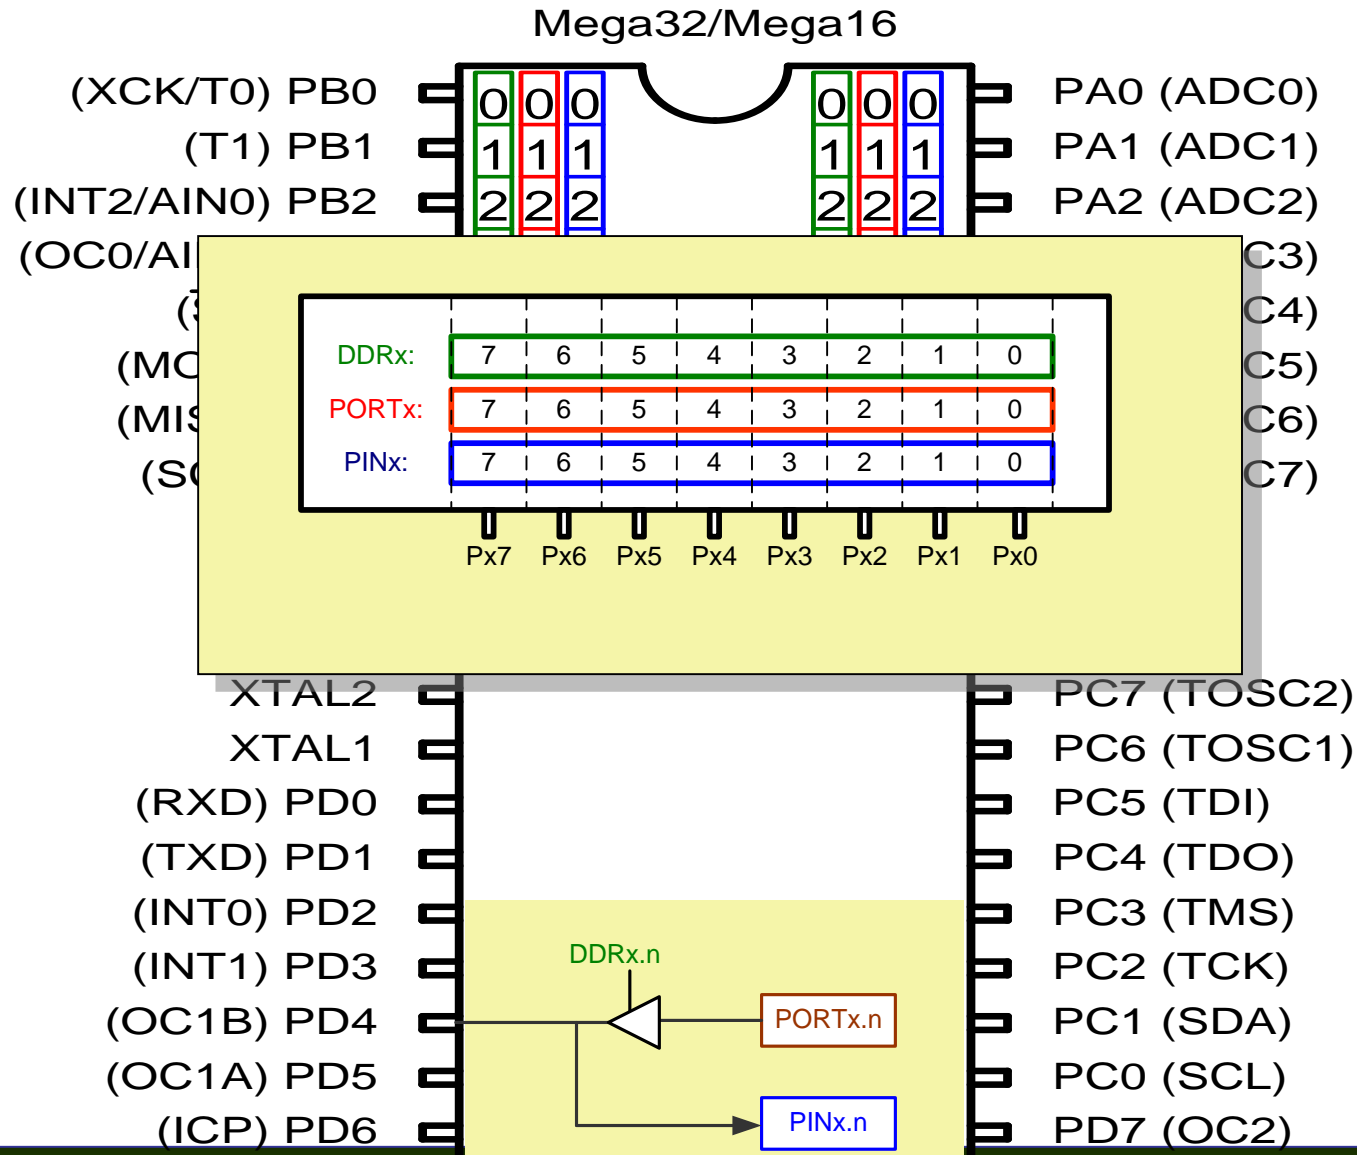 Mega32/Mega16
(XCK/T0) PB0
0 0 0
0 0 0
PA0 (ADC0)
(T1) PB1
1 1 1
1 1 1
PA1 (ADC1)
(INT2/AIN0) PB2
2 2 2
2 2 2
PA2 (ADC2)
(OC0/AI
C3)
C4)
(MO
C5)
(MIS
C6)
(SC
C7)
DDRx: 7 6 5 4 3 2 1 0
PORTx: 7 6 5 4 3 2 1 0
PINx: 7 6 5 4 3 2 1 0
Px7 Px6 Px5 Px4 Px3 Px2 Px1 Px0
XTAL2
PC7 (TOSC2)
XTAL1
PC6 (TOSC1)
(RXD) PD0
PC5 (TDI)
(TXD) PD1
PC4 (TDO)
(INT0) PD2
PC3 (TMS)
(INT1) PD3
DDRx.n
PC2 (TCK)
(OC1B) PD4
PORTx.n
PC1 (SDA)
(OC1A) PD5
PC0 (SCL)
(ICP) PD6
PINx.n
PD7 (OC2)